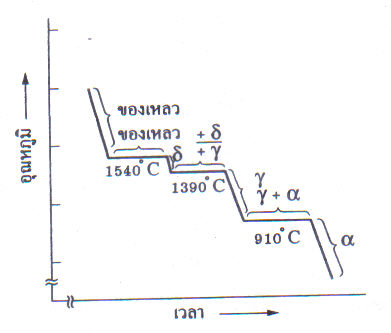 ของเหลว
ของเหลว + δ
δ
δ + γ
1540°C
1390°C
γ
γ + α
910°C
α
อุณหภูมิ
เวลา